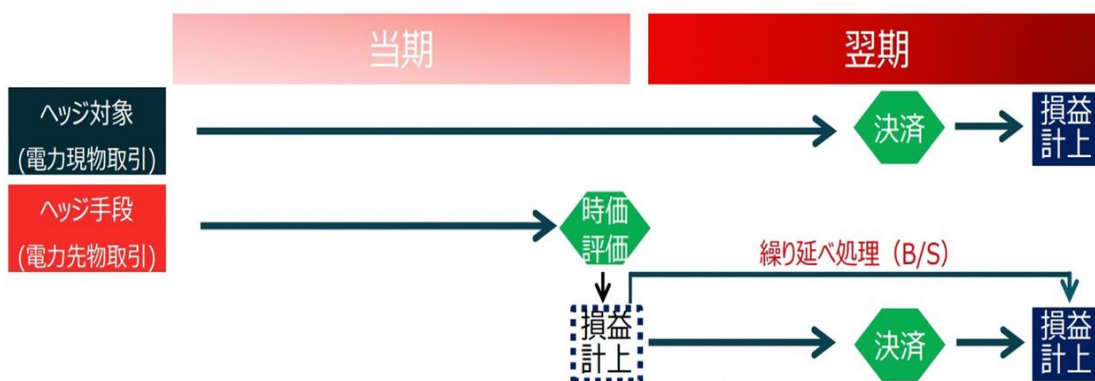 当期
翌期
ヘッジ対象
(電力現物取引)
決済
損益
計上
ヘッジ手段
(電力先物取引)
時価
評価
繰り延べ処理（B/S）
損益
計上
決済
損益
計上